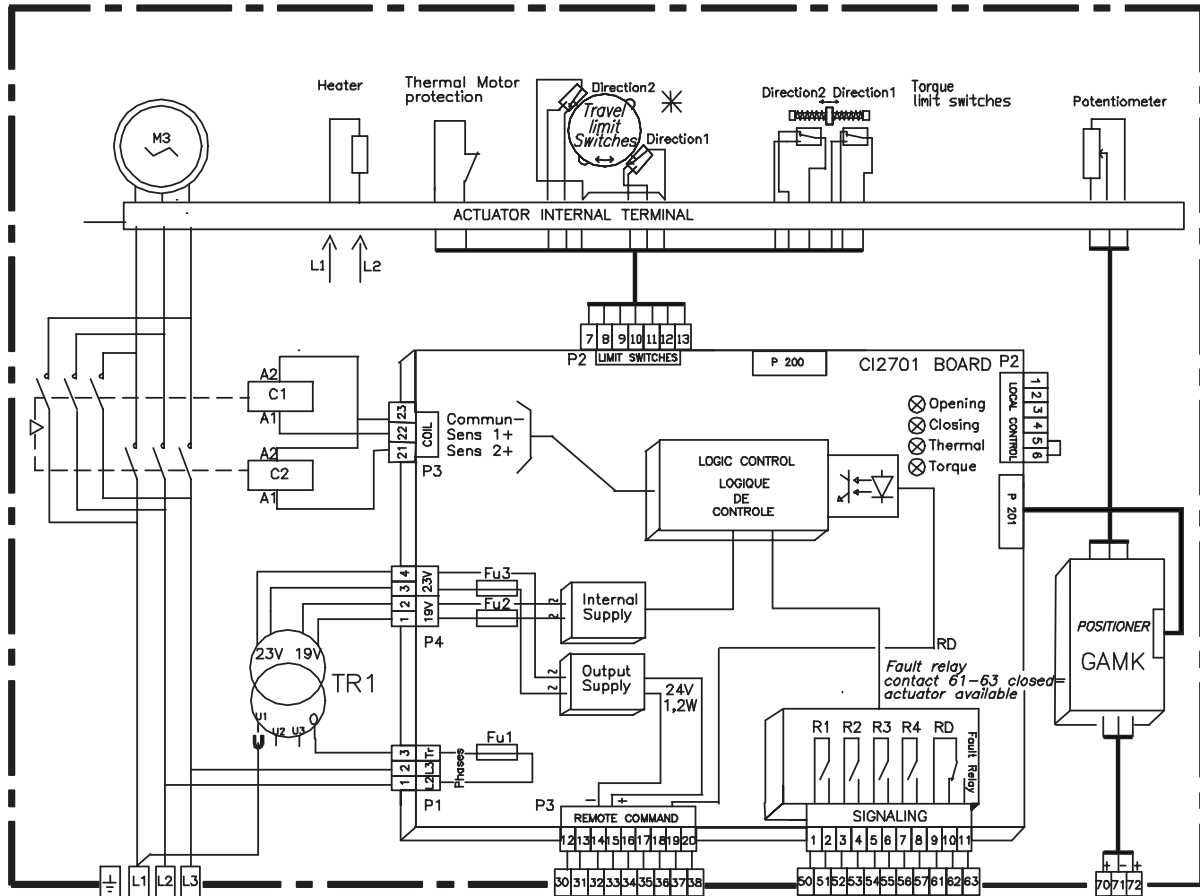 Heater
Thermal Motor
protection
Direction2
Travel
limit
Switches
Direction1
Direction2 Direction1
Torque
limit switches
Potentiometer
M3
ACTUATOR INTERNAL TERMINAL
L1 L2
7 8 9 10 11 12 13
P2 LIMIT SWITCHES
P 200
CI2701 BOARD
P2
LOCAL CONTROL
1 2 3 4 5 6
Opening
Closing
Thermal
Torque
A2
C1
A1
A2
C2
A1
23
22
21
COIL
P3
Commun-
Sens 1+
Sens 2+
LOGIC CONTROL
LOGIQUE
DE
CONTROLE
P 201
4
3
2
1
23V
19V
P4
Fu3
Fu2
Internal
Supply
Output
Supply
24V
1,2W
RD
Fault relay
contact 61-63 closed=
actuator available
POSITIONER
GAMK
23V 19V
TR1
U1
U2 U3
0
3 Tr
2 L3
1 L2
Phases
P1
Fu1
R1 R2 R3 R4 RD
Fault Relay
P3
- +
REMOTE COMMAND
12 13 14 15 16 17 18 19 20
30 31 32 33 34 35 36 37 38
SIGNALING
1 2 3 4 5 6 7 8 9 10 11
50 51 52 53 54 55 56 57 61 62 63
+ - +
70 71 72
L1 L2 L3